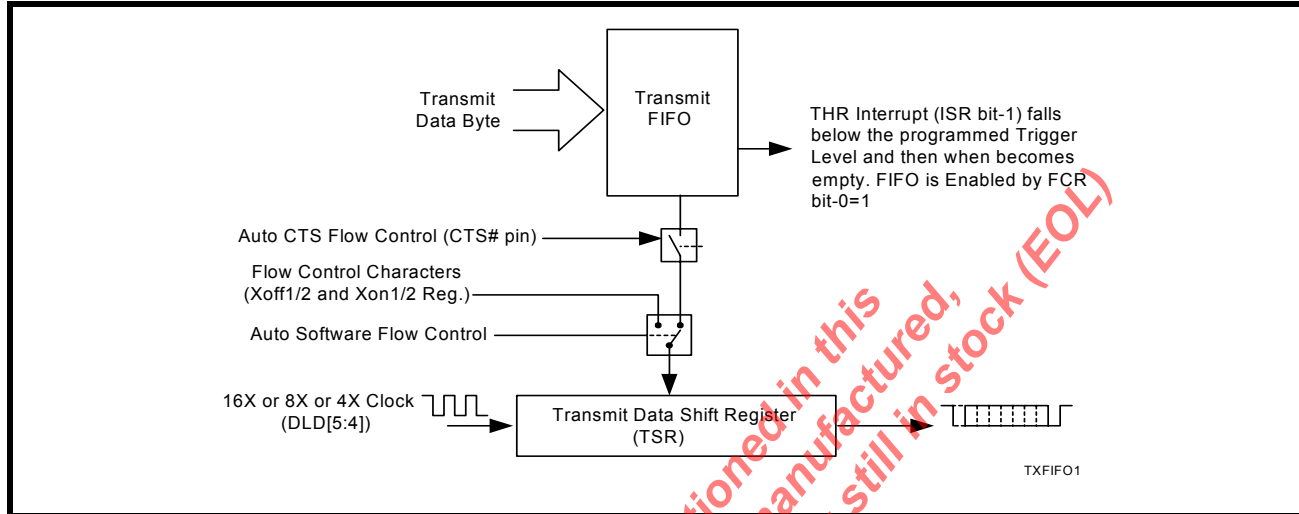 Transmit
Data Byte
Transmit
FIFO
THR Interrupt (ISR bit-1) falls
below the programmed Trigger
Level and then when becomes
empty. FIFO is Enabled by FCR
bit-0=1
Auto CTS Flow Control (CTS# pin)
Flow Control Characters
(Xoff1/2 and Xon1/2 Reg.)
Auto Software Flow Control
16X or 8X or 4X Clock
(DLD[5:4])
Transmit Data Shift Register
(TSR)
TXFIFO1
tioned in this
manufactured,
still in stock (EOL)